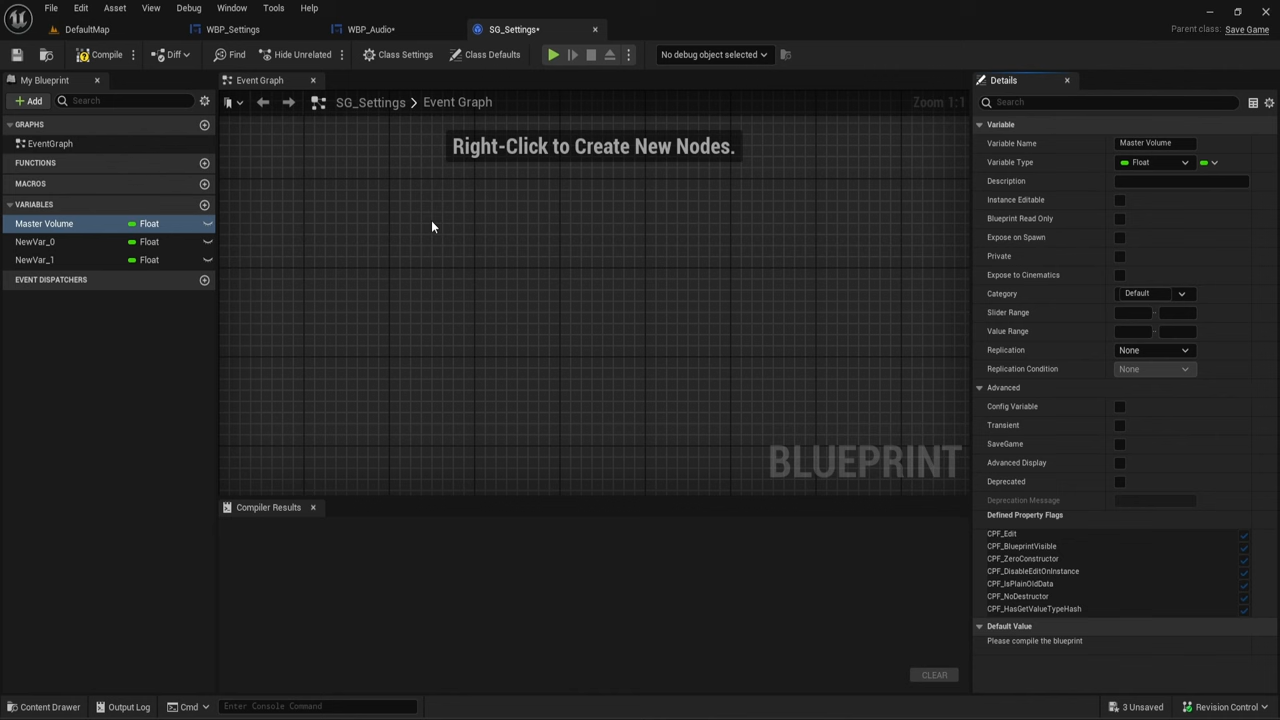 File Edit Asset View Debug Window Tools Help
DefaultMap WBP_Settings WBP_Audio• SG_Settings•
Parent class: Save Game
Compile Diff Find Hide Unrelated Class Settings Class Defaults No debug object selected
My Blueprint
Event Graph
Details
Add Search
SG_Settings > Event Graph
Zoom 1:1
Search
GRAPHS
EventGraph
FUNCTIONS
MACROS
VARIABLES
Master Volume Float
NewVar_0 Float
NewVar_1 Float
EVENT DISPATCHERS
Right-Click to Create New Nodes.
BLUEPRINT
Compiler Results
CLEAR
Variable
Variable Name Master Volume
Variable Type Float
Description
Instance Editable
Blueprint Read Only
Expose on Spawn
Private
Expose to Cinematics
Category Default
Slider Range
Value Range
Replication None
Replication Condition None
Advanced
Config Variable
Transient
SaveGame
Advanced Display
Deprecated
Deprecation Message
Defined Property Flags
CPF_Edit
CPF_BlueprintVisible
CPF_ZeroConstructor
CPF_DisableEditOnInstance
CPF_IsPlainOldData
CPF_NoDestructor
CPF_HasGetValueTypeHash
Default Value
Please compile the blueprint
Content Drawer Output Log Cmd Enter Console Command 3 Unsaved Revision Control